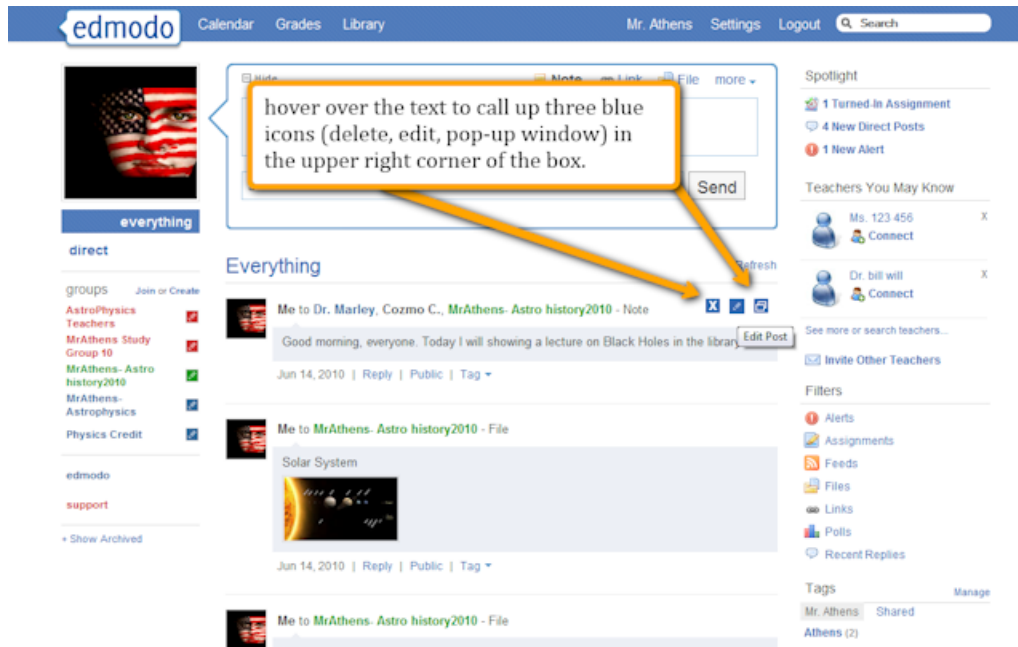 edmodo Calendar Grades Library Mr. Athens Settings Logout Search
Hide Note Link File more
hover over the text to call up three blue
icons (delete, edit, pop-up window) in
the upper right corner of the box.
Send
everything
direct
groups Join or Create
AstroPhysics
Teachers
MrAthens Study
Group 10
MrAthens- Astro
history2010
MrAthens-
Astrophysics
Physics Credit
edmodo
support
+ Show Archived
Everything
Refresh
Me to Dr. Marley, Cozmo C., MrAthens- Astro history2010 - Note
X
Edit Post
Good morning, everyone. Today I will showing a lecture on Black Holes in the library
Jun 14, 2010 | Reply | Public | Tag
Me to MrAthens- Astro history2010 - File
Solar System
Jun 14, 2010 | Reply | Public | Tag
Me to MrAthens- Astro history2010 - File
Spotlight
1 Turned-In Assignment
4 New Direct Posts
1 New Alert
Teachers You May Know
Ms. 123 456 X
Connect
Dr. bill will X
Connect
See more or search teachers...
Invite Other Teachers
Filters
Alerts
Assignments
Feeds
Files
Links
Polls
Recent Replies
Tags Manage
Mr. Athens Shared
Athens (2)